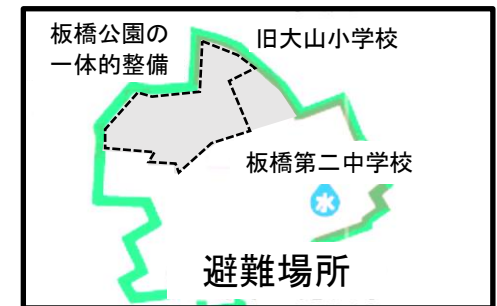 板橋公園の
一体的整備
旧大山小学校
板橋第二中学校
水
避難場所